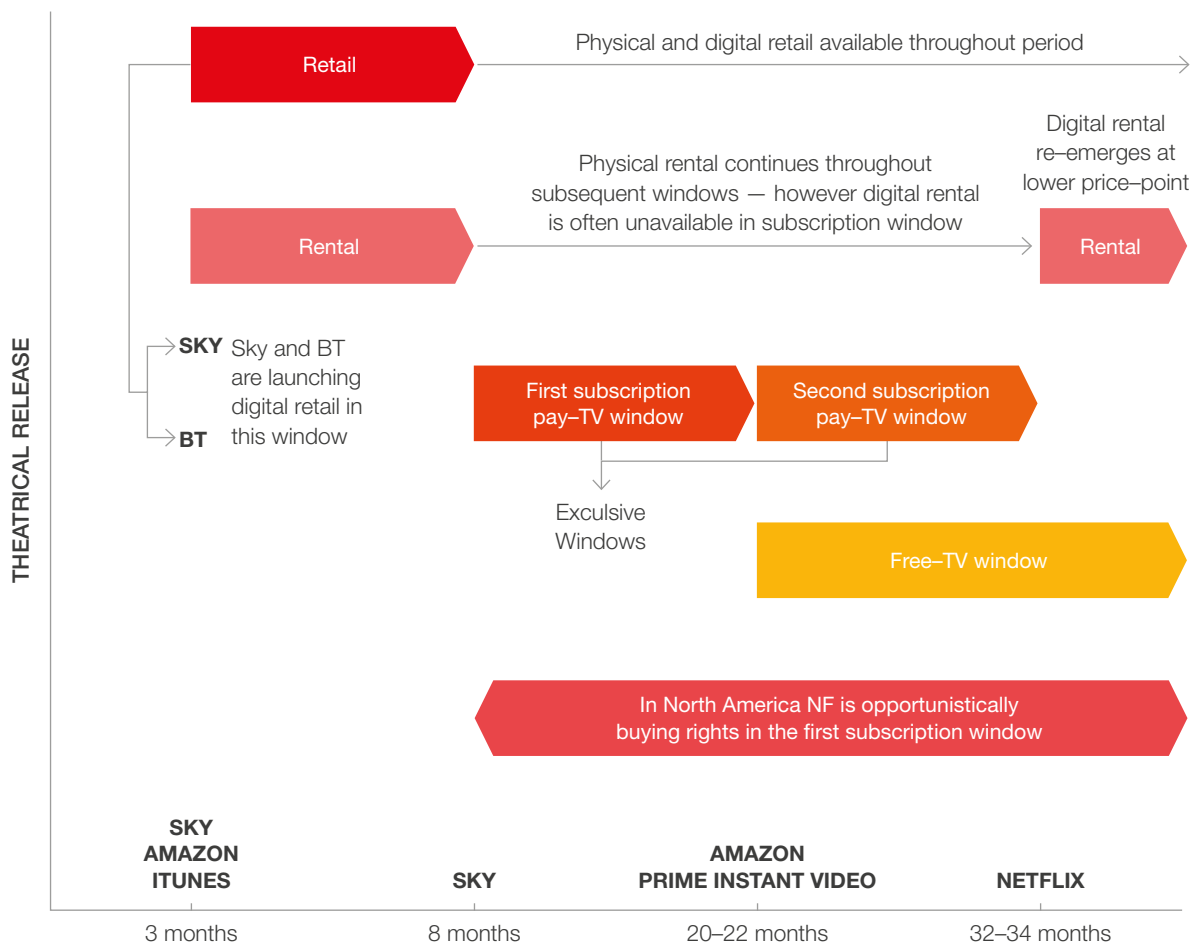 THEATRICAL RELEASE
Retail
Physical and digital retail available throughout period
Rental
Physical rental continues throughout
subsequent windows — however digital rental
is often unavailable in subscription window
Digital rental
re–emerges at
lower price–point
Rental
SKY
BT
Sky and BT
are launching
digital retail in
this window
First subscription
pay–TV window
Second subscription
pay–TV window
Exculsive
Windows
Free–TV window
In North America NF is opportunistically
buying rights in the first subscription window
SKY
AMAZON
ITUNES
SKY
AMAZON
PRIME INSTANT VIDEO
NETFLIX
3 months
8 months
20–22 months
32–34 months